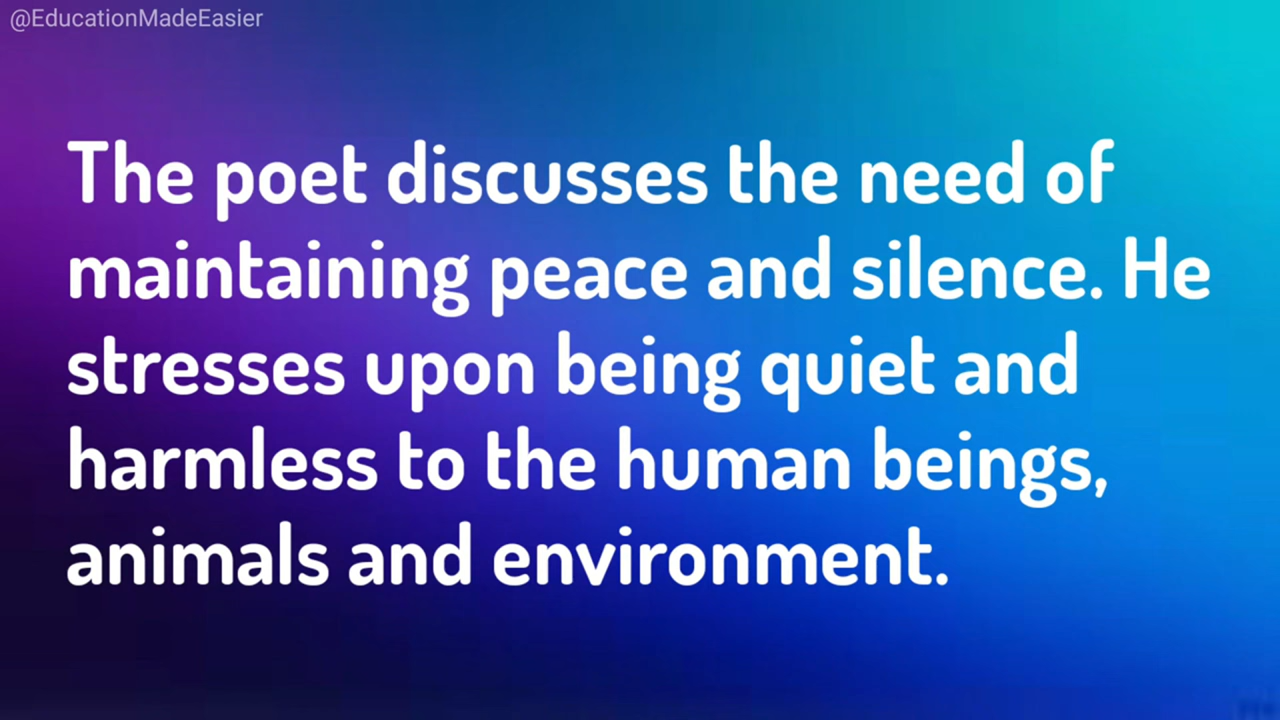 @EducationMadeEasier
The poet discusses the need of
maintaining peace and silence. He
stresses upon being quiet and
harmless to the human beings,
animals and environment.